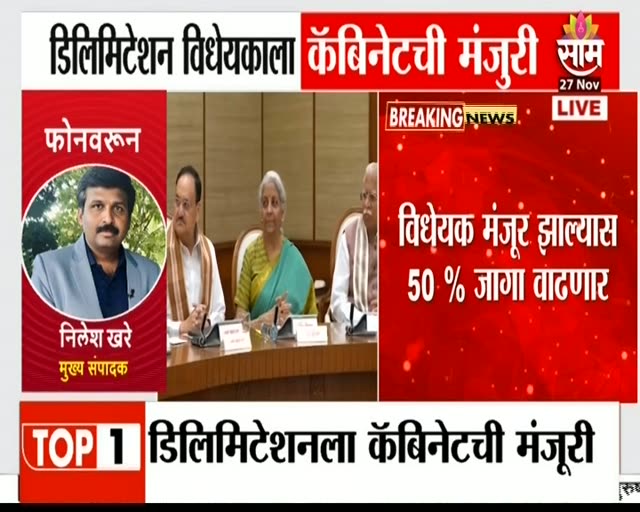 डिलिमिटेशन विधेयकाला कॅबिनेटची मंजुरी
साम
27 Nov
LIVE
फोनवरून
BREAKING NEWS
विधेयक मंजूर झाल्यास
50 % जागा वाढणार
निलेश खरे
मुख्य संपादक
TOP 1 डिलिमिटेशनला कॅबिनेटची मंजूरी